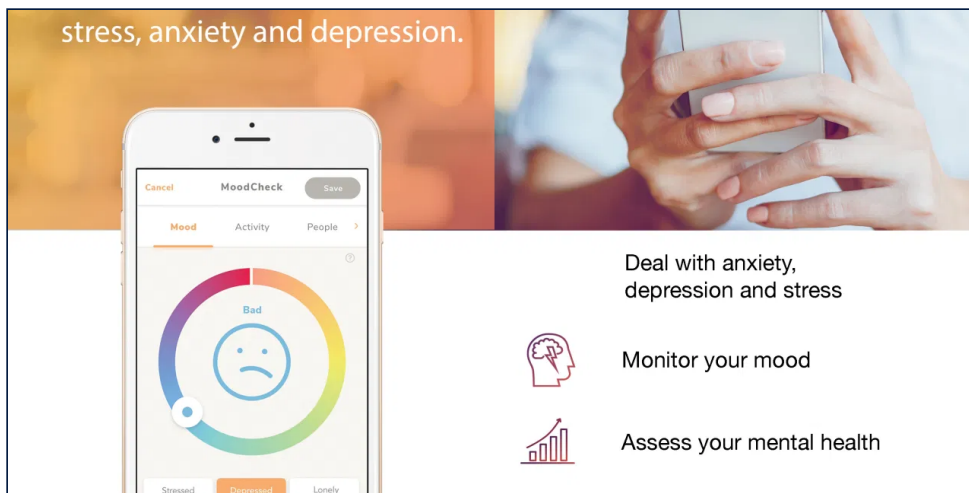 stress, anxiety and depression.
Cancel MoodCheck Save
Mood Activity People >
?
Bad
Deal with anxiety,
depression and stress
Monitor your mood
Assess your mental health
Stressed Depressed Lonely